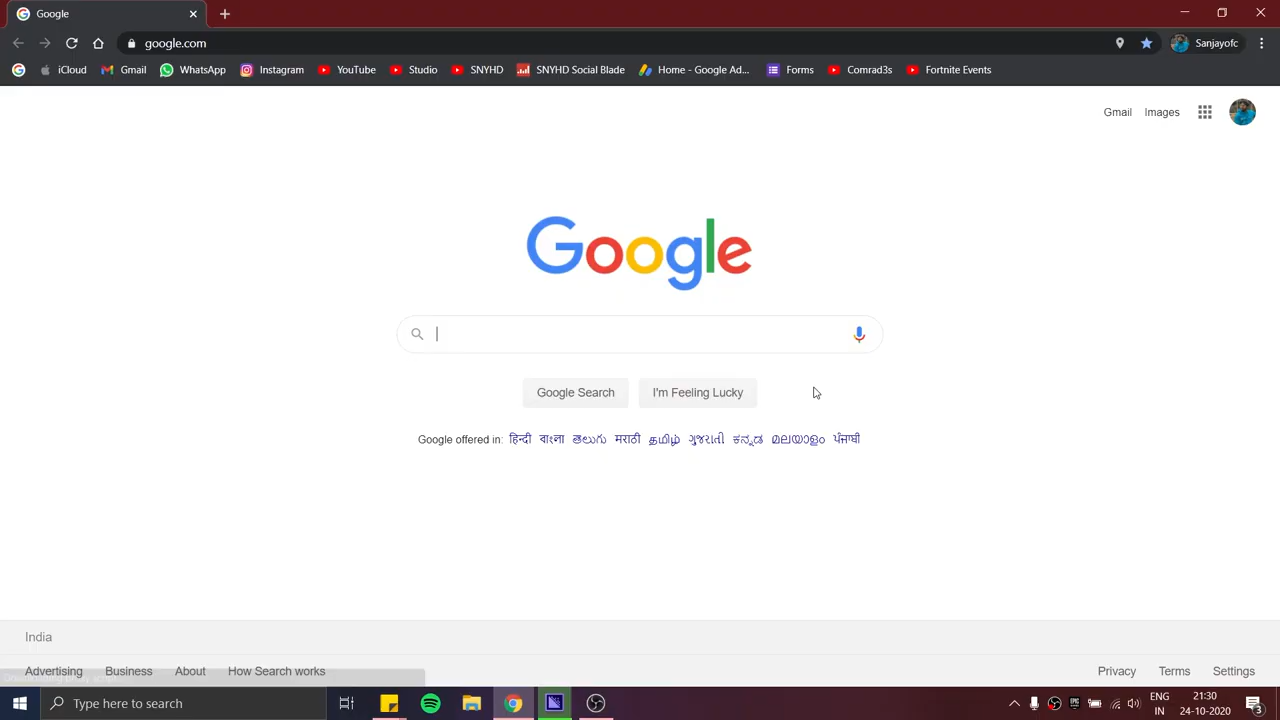 Google
google.com
Sanjayofc
iCloud Gmail WhatsApp Instagram YouTube Studio SNYHD SNYHD Social Blade Home - Google Ad... Forms Comrad3s Fortnite Events
Gmail Images
Google
Google Search I'm Feeling Lucky
Google offered in: हिन्दी বাংলা తెలుగు मराठी தமிழ் ગુજરાતી ಕನ್ನಡ മലയാളം ਪੰਜਾਬੀ
India
Advertising Business About How Search works Privacy Terms Settings
Type here to search
ENG
IN
21:30
24-10-2020
3